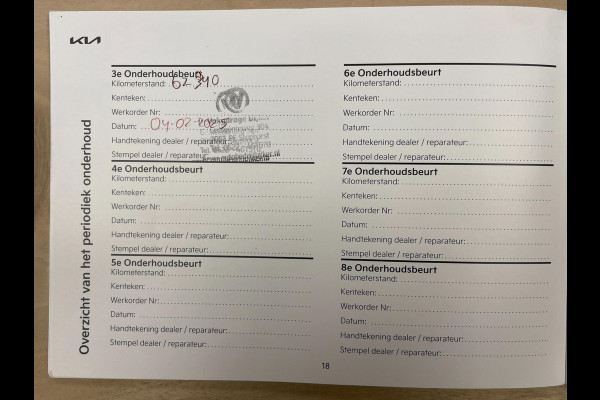 KIA
Overzicht van het periodiek onderhoud
3e Onderhoudsbeurt
Kilometerstand:
Kenteken:
Werkorder Nr:
Datum: 04-02-2025
Handtekening dealer / reparateur:
Stempel dealer / reparateur:
4e Onderhoudsbeurt
Kilometerstand:
Kenteken:
Werkorder Nr:
Datum:
Handtekening dealer / reparateur:
Stempel dealer / reparateur:
5e Onderhoudsbeurt
Kilometerstand:
Kenteken:
Werkorder Nr:
Datum:
Handtekening dealer / reparateur:
Stempel dealer / reparateur:
6e Onderhoudsbeurt
Kilometerstand:
Kenteken:
Werkorder Nr:
Datum:
Handtekening dealer / reparateur:
Stempel dealer / reparateur:
7e Onderhoudsbeurt
Kilometerstand:
Kenteken:
Werkorder Nr:
Datum:
Handtekening dealer / reparateur:
Stempel dealer / reparateur:
8e Onderhoudsbeurt
Kilometerstand:
Kenteken:
Werkorder Nr:
Datum:
Handtekening dealer / reparateur:
Stempel dealer / reparateur:
18